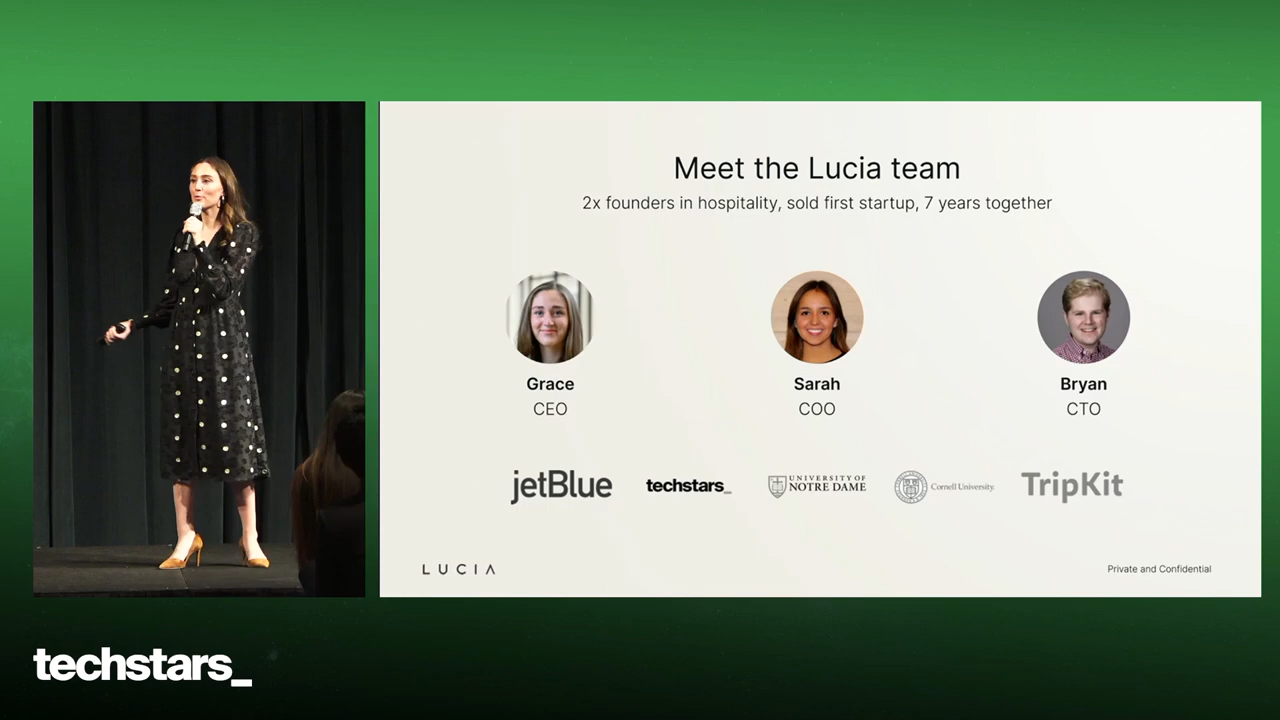 Meet the Lucia team
2x founders in hospitality, sold first startup, 7 years together
Grace
CEO
Sarah
COO
Bryan
CTO
jetBlue
techstars_
UNIVERSITY OF
NOTRE DAME
Cornell University.
TripKit
LUCIA
Private and Confidential
techstars_